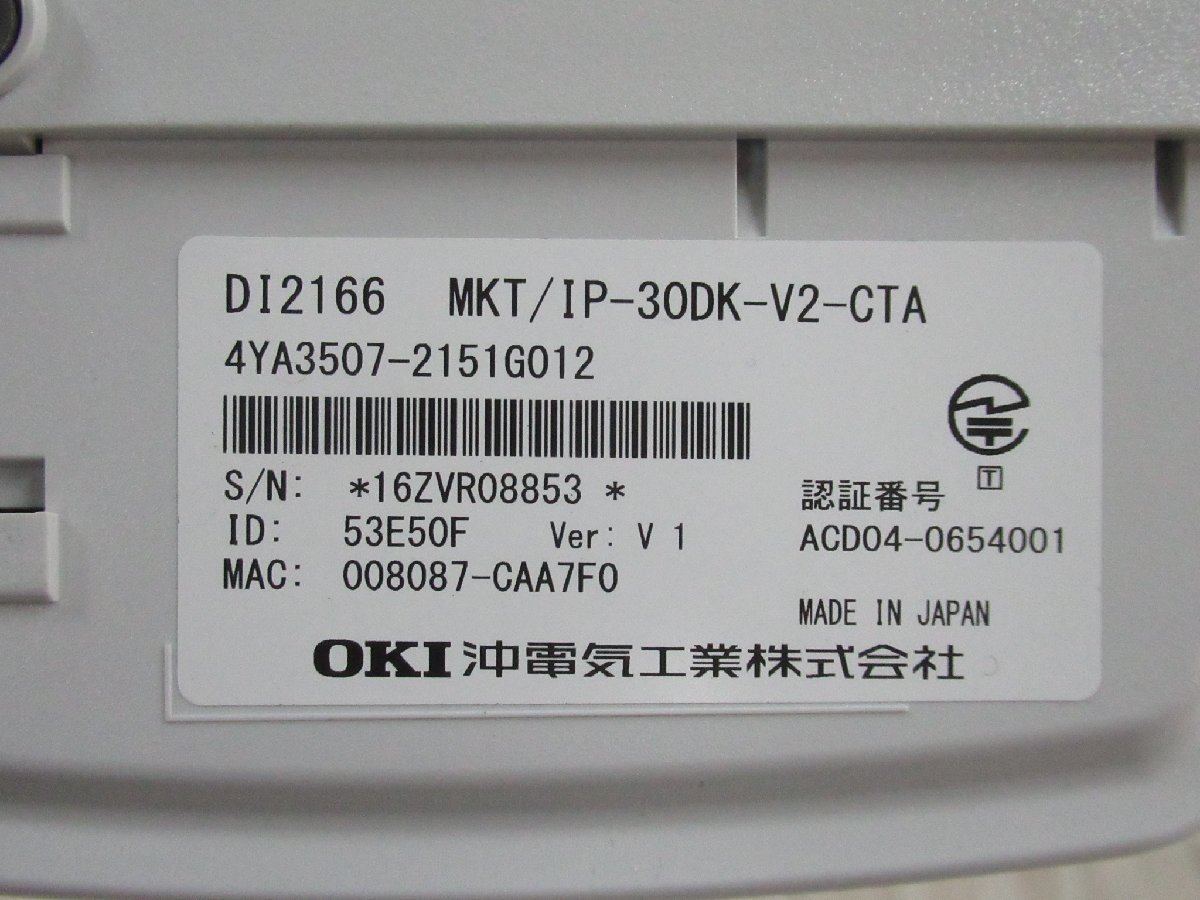 DI2166 MKT/IP-30DK-V2-CTA
4YA3507-2151G012
S/N: *16ZVR08853 *
ID: 53E50F Ver: V 1
MAC: 008087-CAA7F0
T
認証番号
ACD04-0654001
MADE IN JAPAN
OKI 沖電気工業株式会社